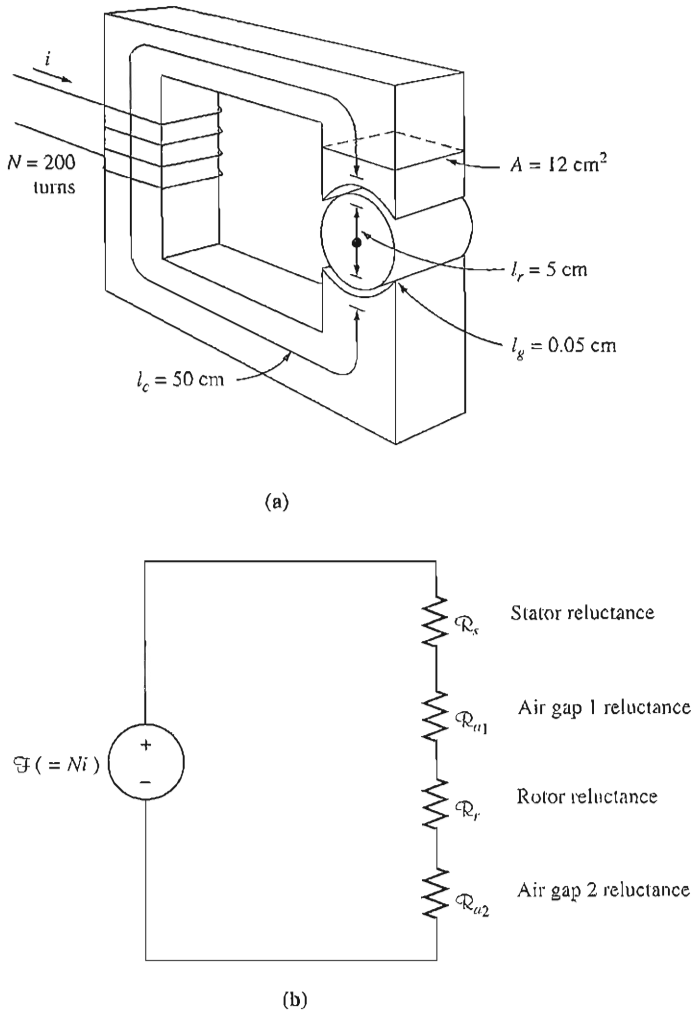 i
N = 200
turns
A = 12 cm²
l_r = 5 cm
l_g = 0.05 cm
l_c = 50 cm
(a)
ℛ_s Stator reluctance
ℛ_a1 Air gap 1 reluctance
+
ℱ ( = Ni )
−
ℛ_r Rotor reluctance
ℛ_a2 Air gap 2 reluctance
(b)